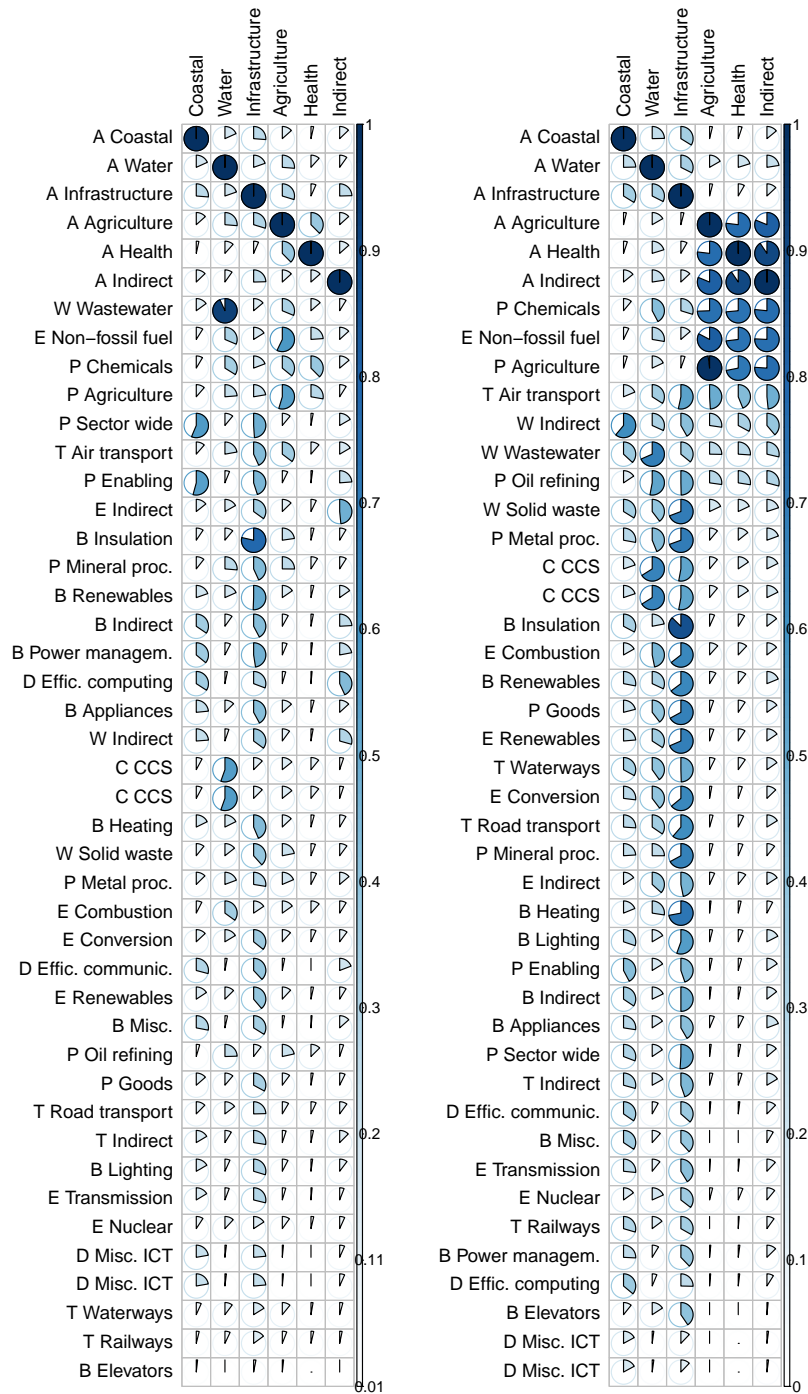 Coastal
Water
Infrastructure
Agriculture
Health
Indirect
A Coastal
A Water
A Infrastructure
A Agriculture
A Health
A Indirect
W Wastewater
E Non−fossil fuel
P Chemicals
P Agriculture
P Sector wide
T Air transport
P Enabling
E Indirect
B Insulation
P Mineral proc.
B Renewables
B Indirect
B Power managem.
D Effic. computing
B Appliances
W Indirect
C CCS
C CCS
B Heating
W Solid waste
P Metal proc.
E Combustion
E Conversion
D Effic. communic.
E Renewables
B Misc.
P Oil refining
P Goods
T Road transport
T Indirect
B Lighting
E Transmission
E Nuclear
D Misc. ICT
D Misc. ICT
T Waterways
T Railways
B Elevators
1
0.9
0.8
0.7
0.6
0.5
0.4
0.3
0.2
0.11
0.01
Coastal
Water
Infrastructure
Agriculture
Health
Indirect
A Coastal
A Water
A Infrastructure
A Agriculture
A Health
A Indirect
P Chemicals
E Non−fossil fuel
P Agriculture
T Air transport
W Indirect
W Wastewater
P Oil refining
W Solid waste
P Metal proc.
C CCS
C CCS
B Insulation
E Combustion
B Renewables
P Goods
E Renewables
T Waterways
E Conversion
T Road transport
P Mineral proc.
E Indirect
B Heating
B Lighting
P Enabling
B Indirect
B Appliances
P Sector wide
T Indirect
D Effic. communic.
B Misc.
E Transmission
E Nuclear
T Railways
B Power managem.
D Effic. computing
B Elevators
D Misc. ICT
D Misc. ICT
1
0.9
0.8
0.7
0.6
0.5
0.4
0.3
0.2
0.1
0